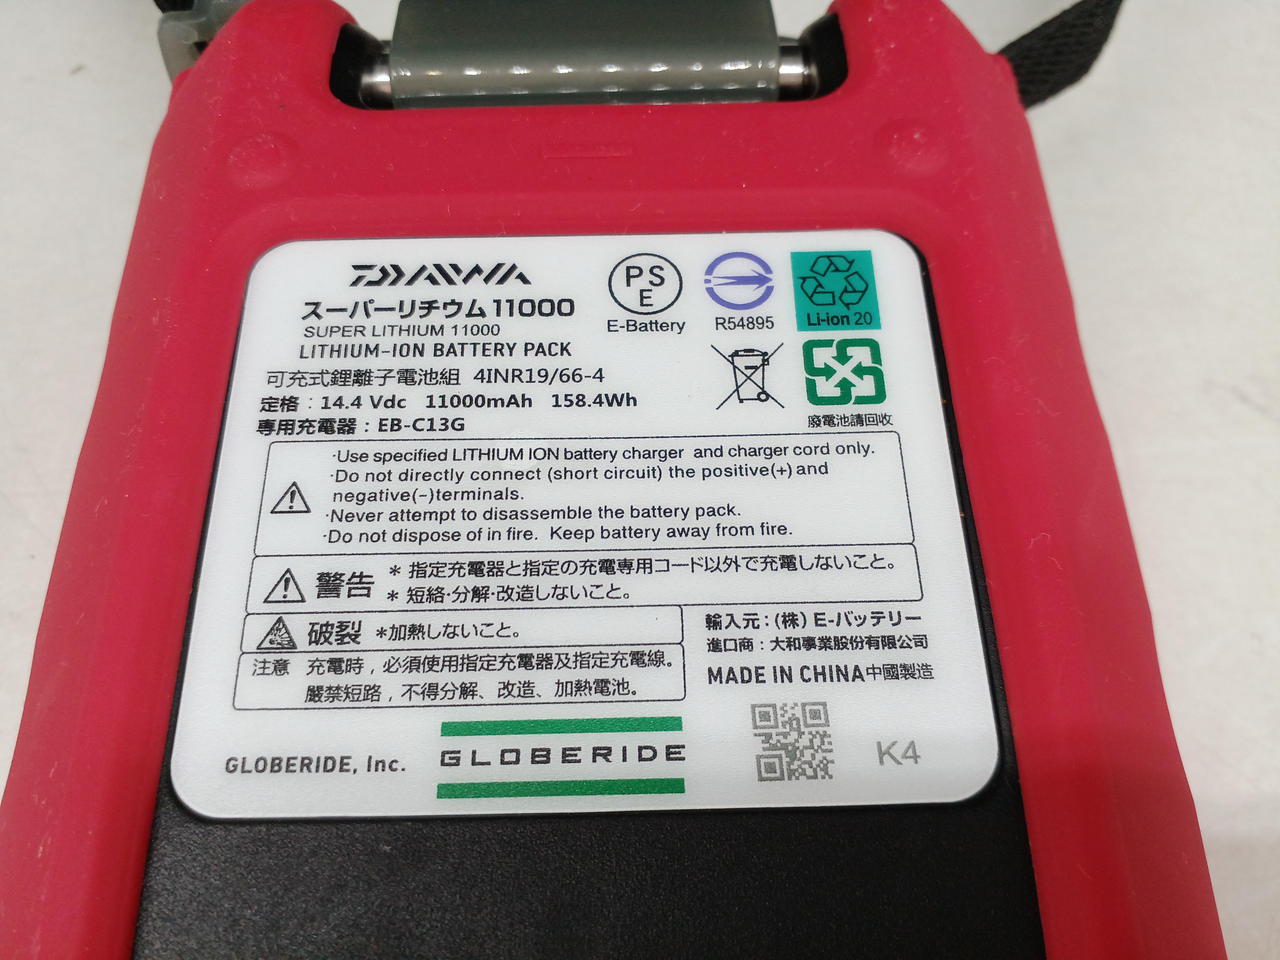 DAIWA
スーパーリチウム11000
SUPER LITHIUM 11000
LITHIUM-ION BATTERY PACK
可充式鋰離子電池組 4INR19/66-4
定格：14.4 Vdc 11000mAh 158.4Wh
専用充電器：EB-C13G
PS
E
E-Battery
R54895
Li-ion 20
廢電池請回收
·Use specified LITHIUM ION battery charger and charger cord only.
·Do not directly connect (short circuit) the positive(+) and
negative(-)terminals.
·Never attempt to disassemble the battery pack.
·Do not dispose of in fire. Keep battery away from fire.
警告
* 指定充電器と指定の充電専用コード以外で充電しないこと。
* 短絡·分解·改造しないこと。
破裂 *加熱しないこと。
注意 充電時，必須使用指定充電器及指定充電線。
嚴禁短路，不得分解、改造、加熱電池。
輸入元：(株) E-バッテリー
進口商：大和事業股份有限公司
MADE IN CHINA中國製造
GLOBERIDE, Inc.
GLOBERIDE
K4